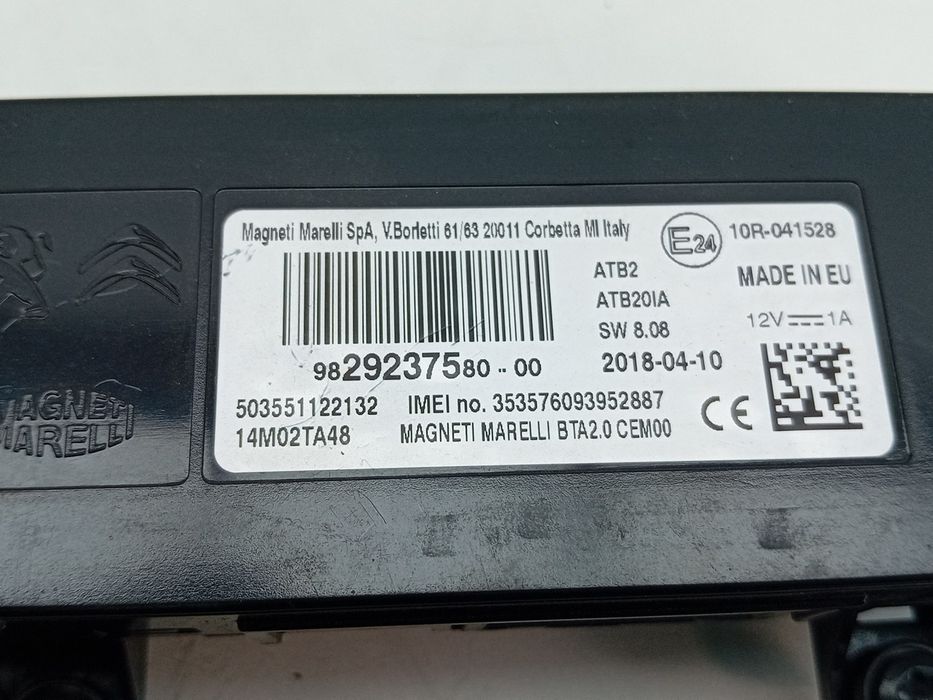 Magneti Marelli SpA, V.Borletti 61/63 20011 Corbetta MI Italy
E24
10R-041528
ATB2
ATB20IA
SW 8.08
2018-04-10
MADE IN EU
12V 1A
9829237580 - 00
503551122132
IMEI no. 353576093952887
14M02TA48
MAGNETI MARELLI BTA2.0 CEM00
CE
MAGNETI
MARELLI